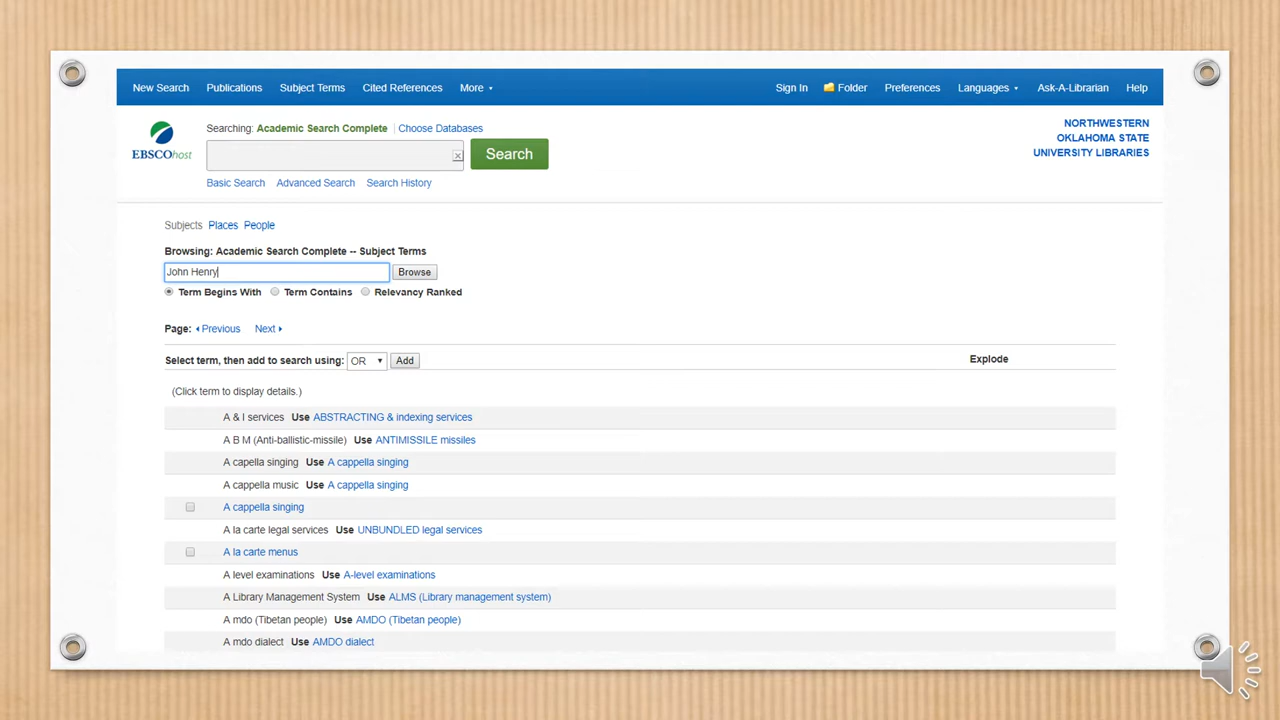 New Search Publications Subject Terms Cited References More Sign In Folder Preferences Languages Ask-A-Librarian Help
EBSCOhost
Searching: Academic Search Complete Choose Databases
Search
Basic Search Advanced Search Search History
NORTHWESTERN
OKLAHOMA STATE
UNIVERSITY LIBRARIES
Subjects Places People
Browsing: Academic Search Complete -- Subject Terms
John Henry Browse
Term Begins With Term Contains Relevancy Ranked
Page: Previous Next
Select term, then add to search using: OR Add Explode
(Click term to display details.)
A & I services Use ABSTRACTING & indexing services
A B M (Anti-ballistic-missile) Use ANTIMISSILE missiles
A capella singing Use A cappella singing
A cappella music Use A cappella singing
A cappella singing
A la carte legal services Use UNBUNDLED legal services
A la carte menus
A level examinations Use A-level examinations
A Library Management System Use ALMS (Library management system)
A mdo (Tibetan people) Use AMDO (Tibetan people)
A mdo dialect Use AMDO dialect